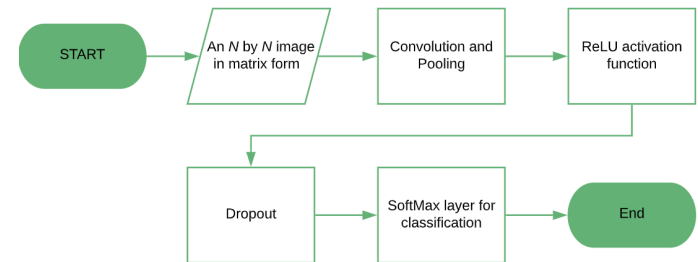 START
An N by N image
in matrix form
Convolution and
Pooling
ReLU activation
function
Dropout
SoftMax layer for
classification
End